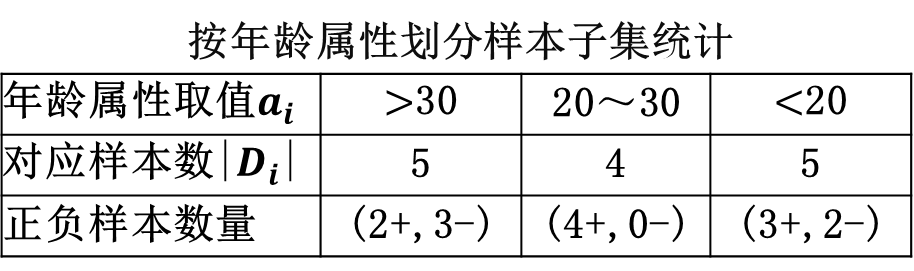 按年龄属性划分样本子集统计
年龄属性取值aᵢ >30 20～30 <20
对应样本数|Dᵢ| 5 4 5
正负样本数量 (2+,3-) (4+,0-) (3+,2-)